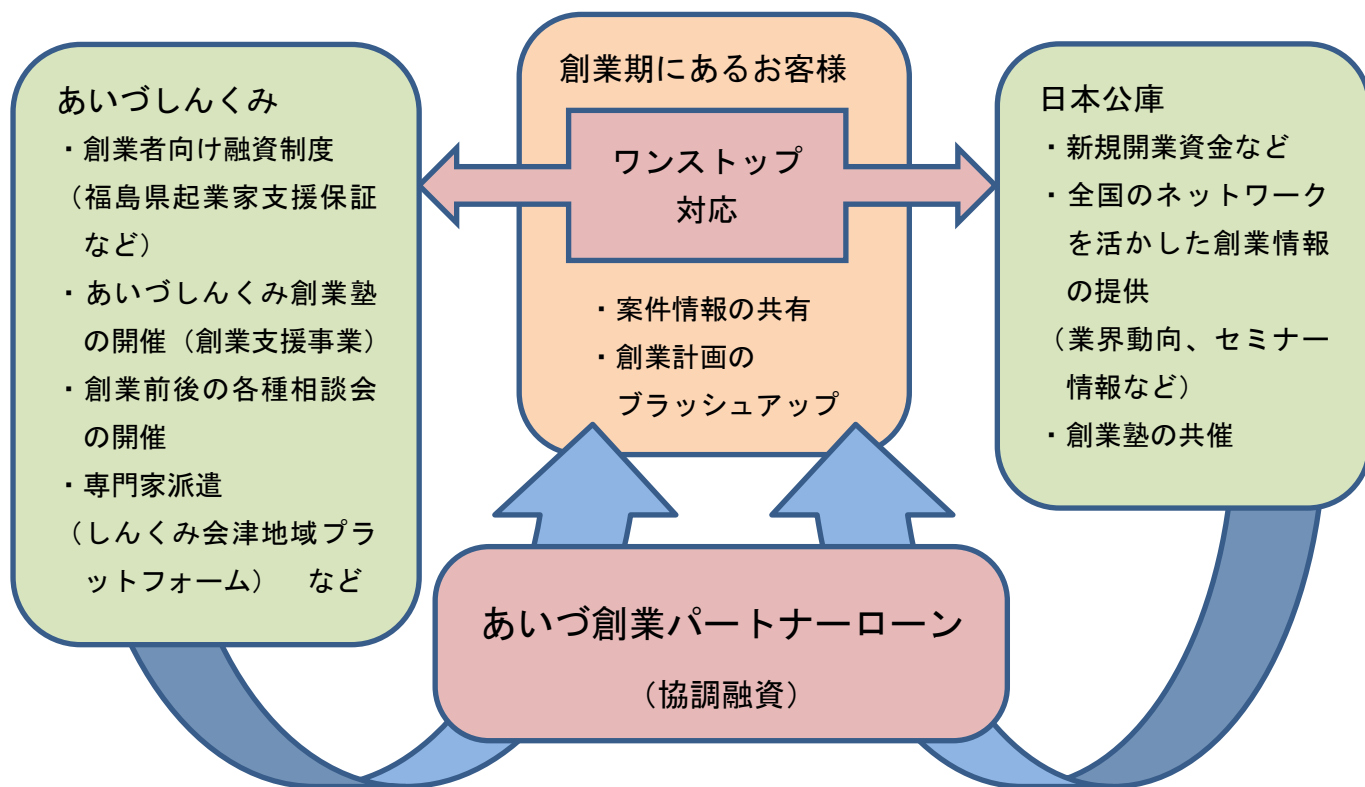 あいづしんくみ
・創業者向け融資制度
（福島県起業家支援保証
など）
・あいづしんくみ創業塾
の開催（創業支援事業）
・創業前後の各種相談会
の開催
・専門家派遣
（しんくみ会津地域プラ
ットフォーム）　など
創業期にあるお客様
ワンストップ
対応
・案件情報の共有
・創業計画の
ブラッシュアップ
日本公庫
・新規開業資金など
・全国のネットワーク
を活かした創業情報
の提供
（業界動向、セミナー
情報など）
・創業塾の共催
あいづ創業パートナーローン
（協調融資）